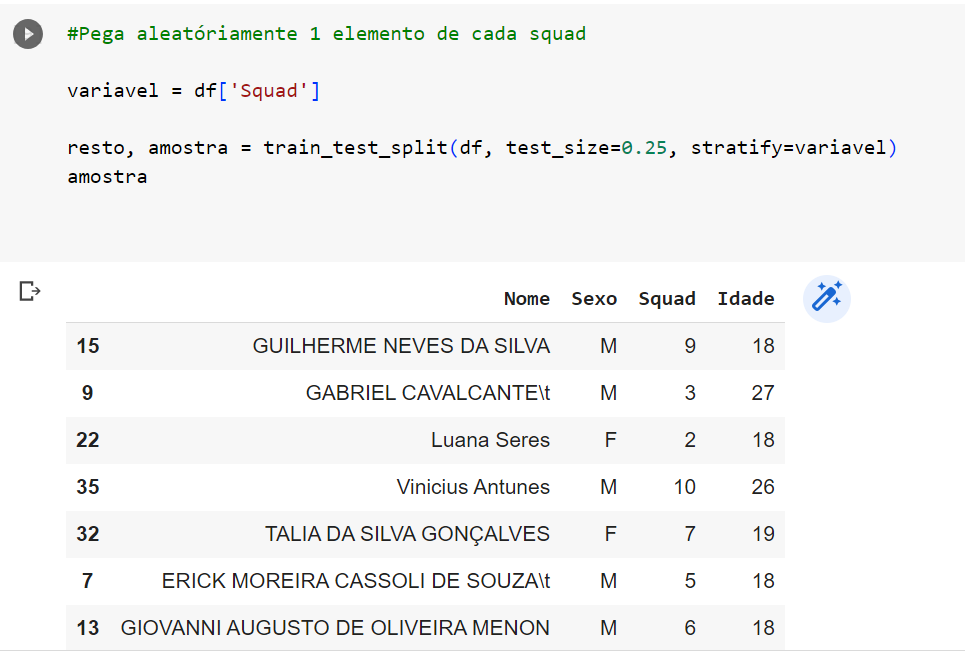 #Pega aleatóriamente 1 elemento de cada squad
variavel = df['Squad']
resto, amostra = train_test_split(df, test_size=0.25, stratify=variavel)
amostra
Nome Sexo Squad Idade
15 GUILHERME NEVES DA SILVA M 9 18
9 GABRIEL CAVALCANTE\t M 3 27
22 Luana Seres F 2 18
35 Vinicius Antunes M 10 26
32 TALIA DA SILVA GONÇALVES F 7 19
7 ERICK MOREIRA CASSOLI DE SOUZA\t M 5 18
13 GIOVANNI AUGUSTO DE OLIVEIRA MENON M 6 18